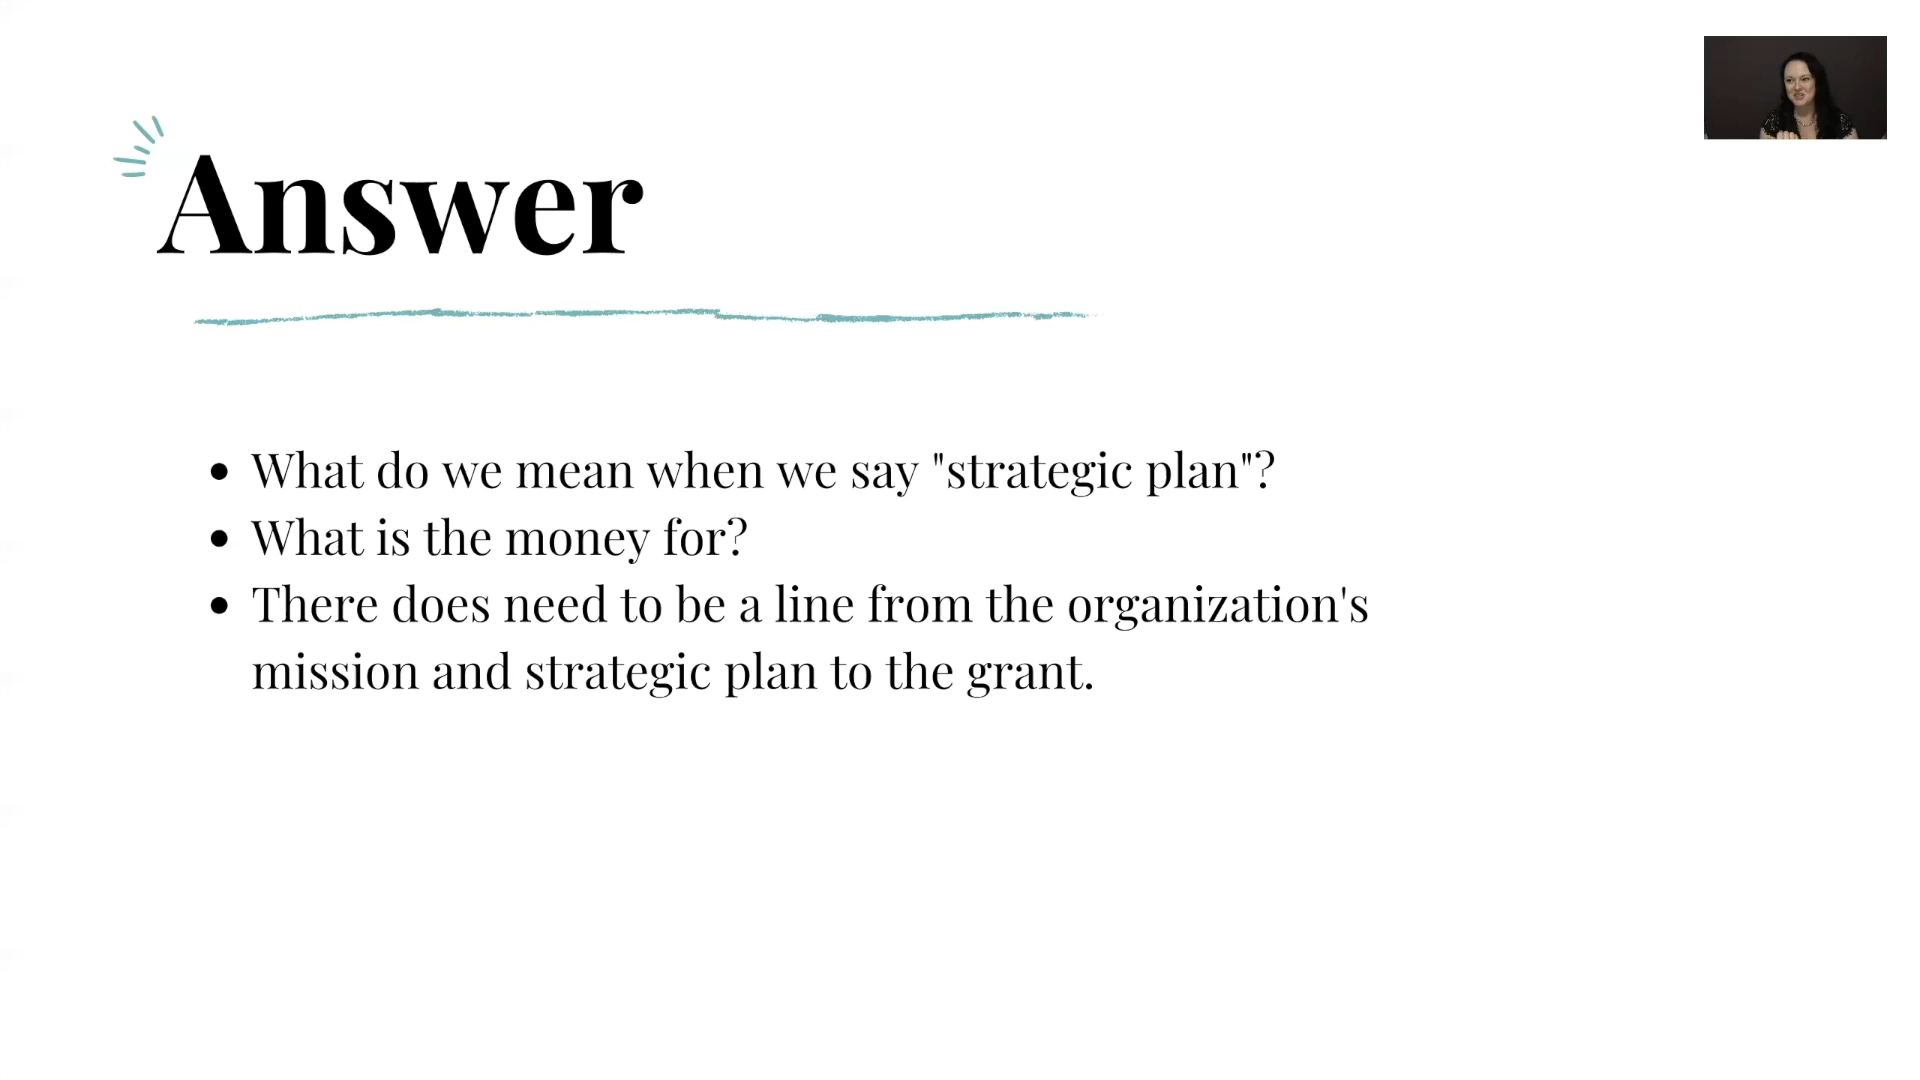 Answer
• What do we mean when we say "strategic plan"?
• What is the money for?
• There does need to be a line from the organization's
mission and strategic plan to the grant.